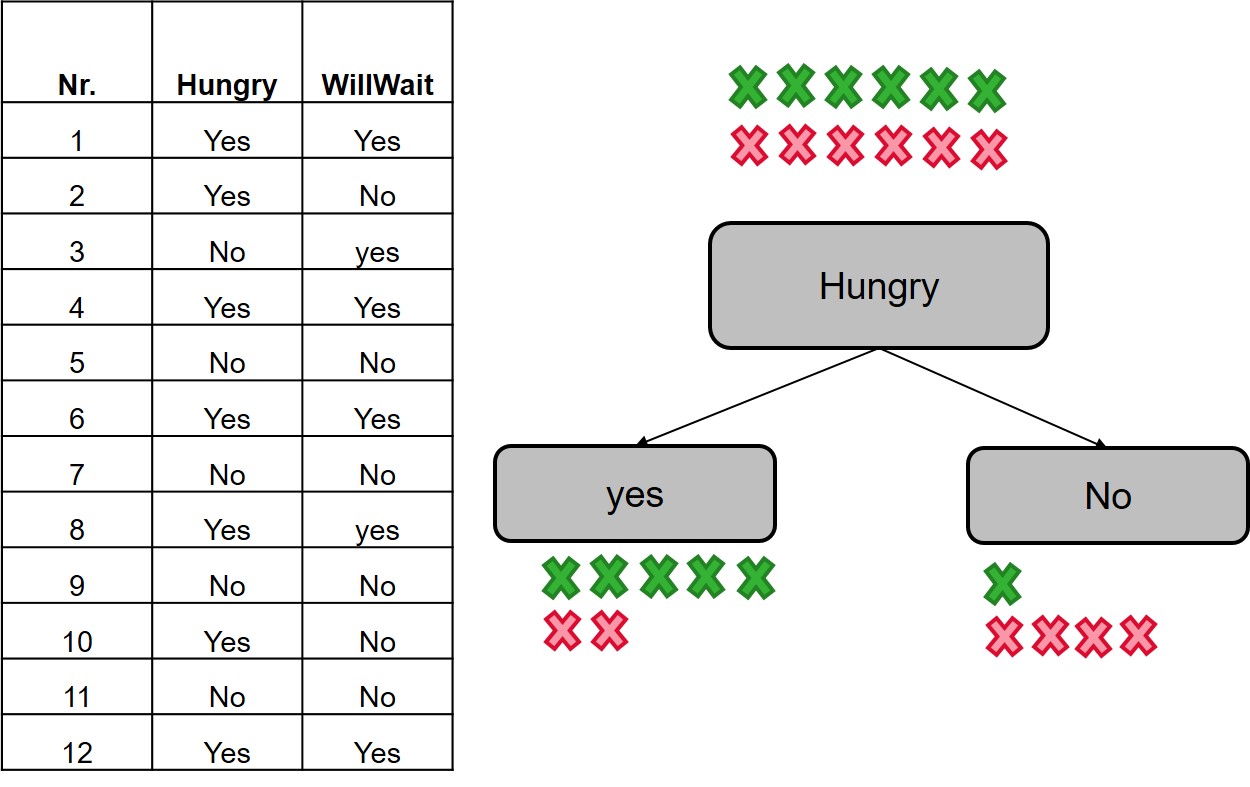 Nr. Hungry WillWait
1 Yes Yes
2 Yes No
3 No yes
4 Yes Yes
5 No No
6 Yes Yes
7 No No
8 Yes yes
9 No No
10 Yes No
11 No No
12 Yes Yes
Hungry
yes No